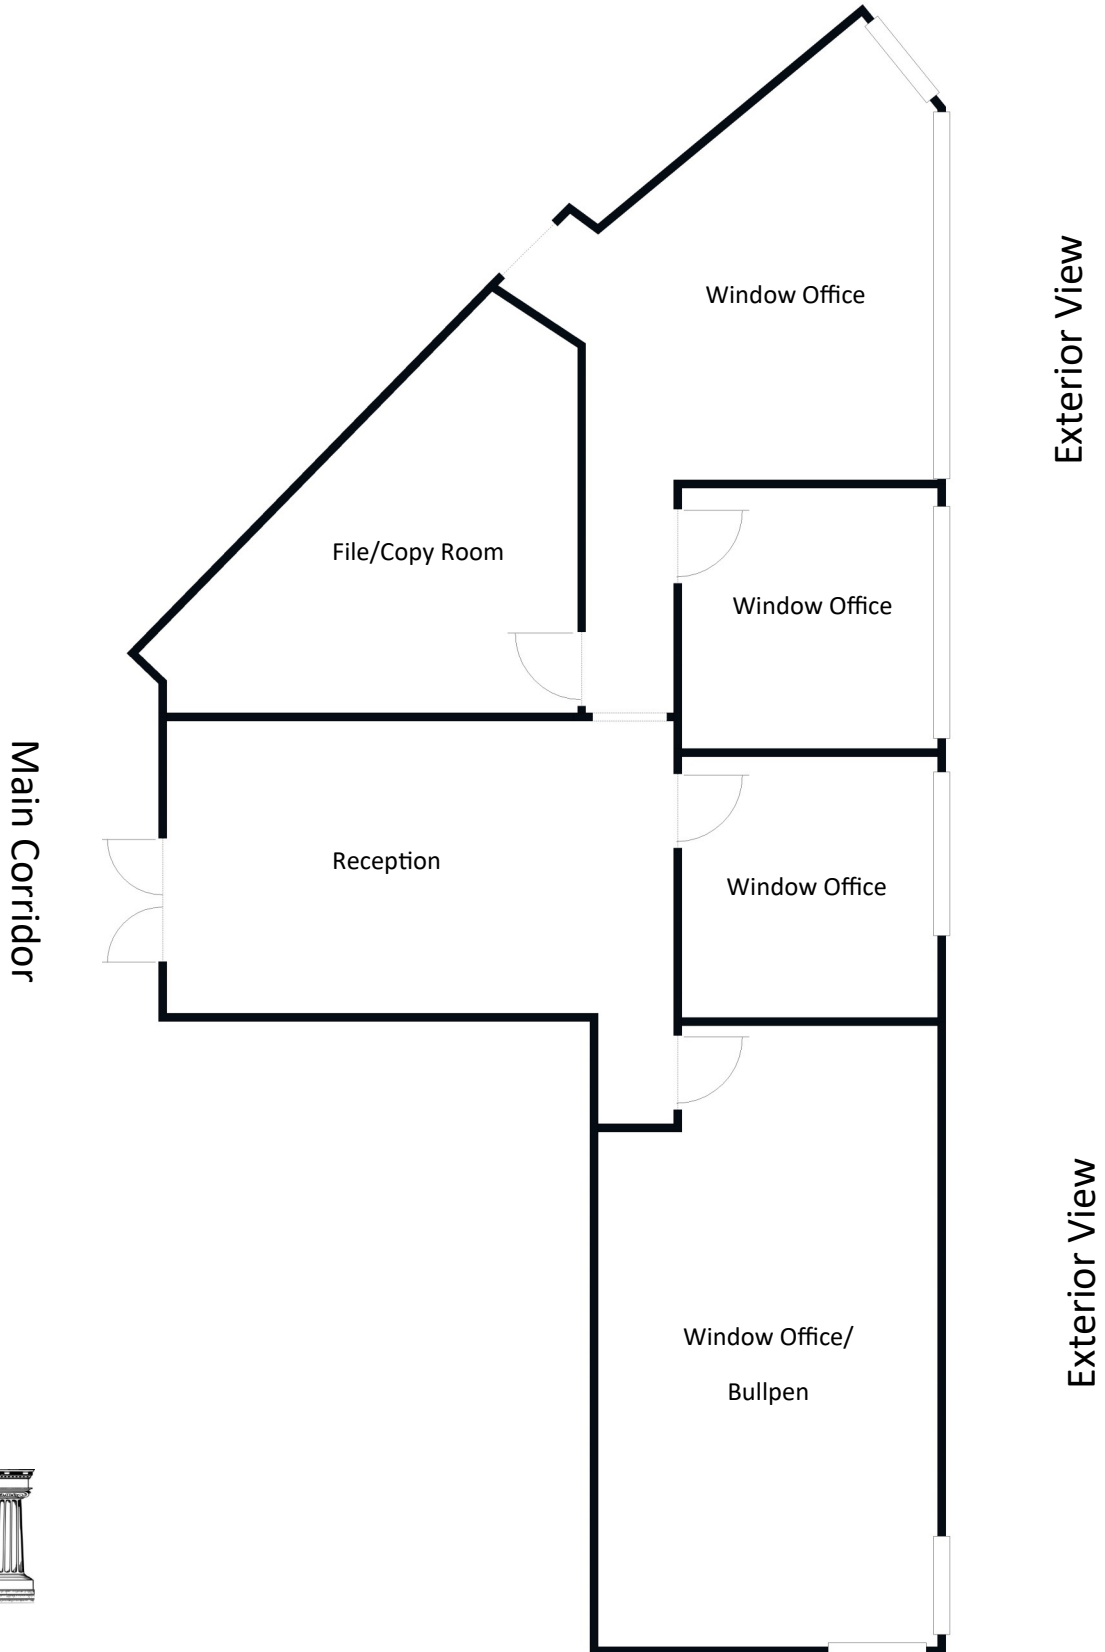 Window Office
Exterior View
File/Copy Room
Window Office
Main Corridor
Reception
Window Office
Exterior View
Window Office/
Bullpen